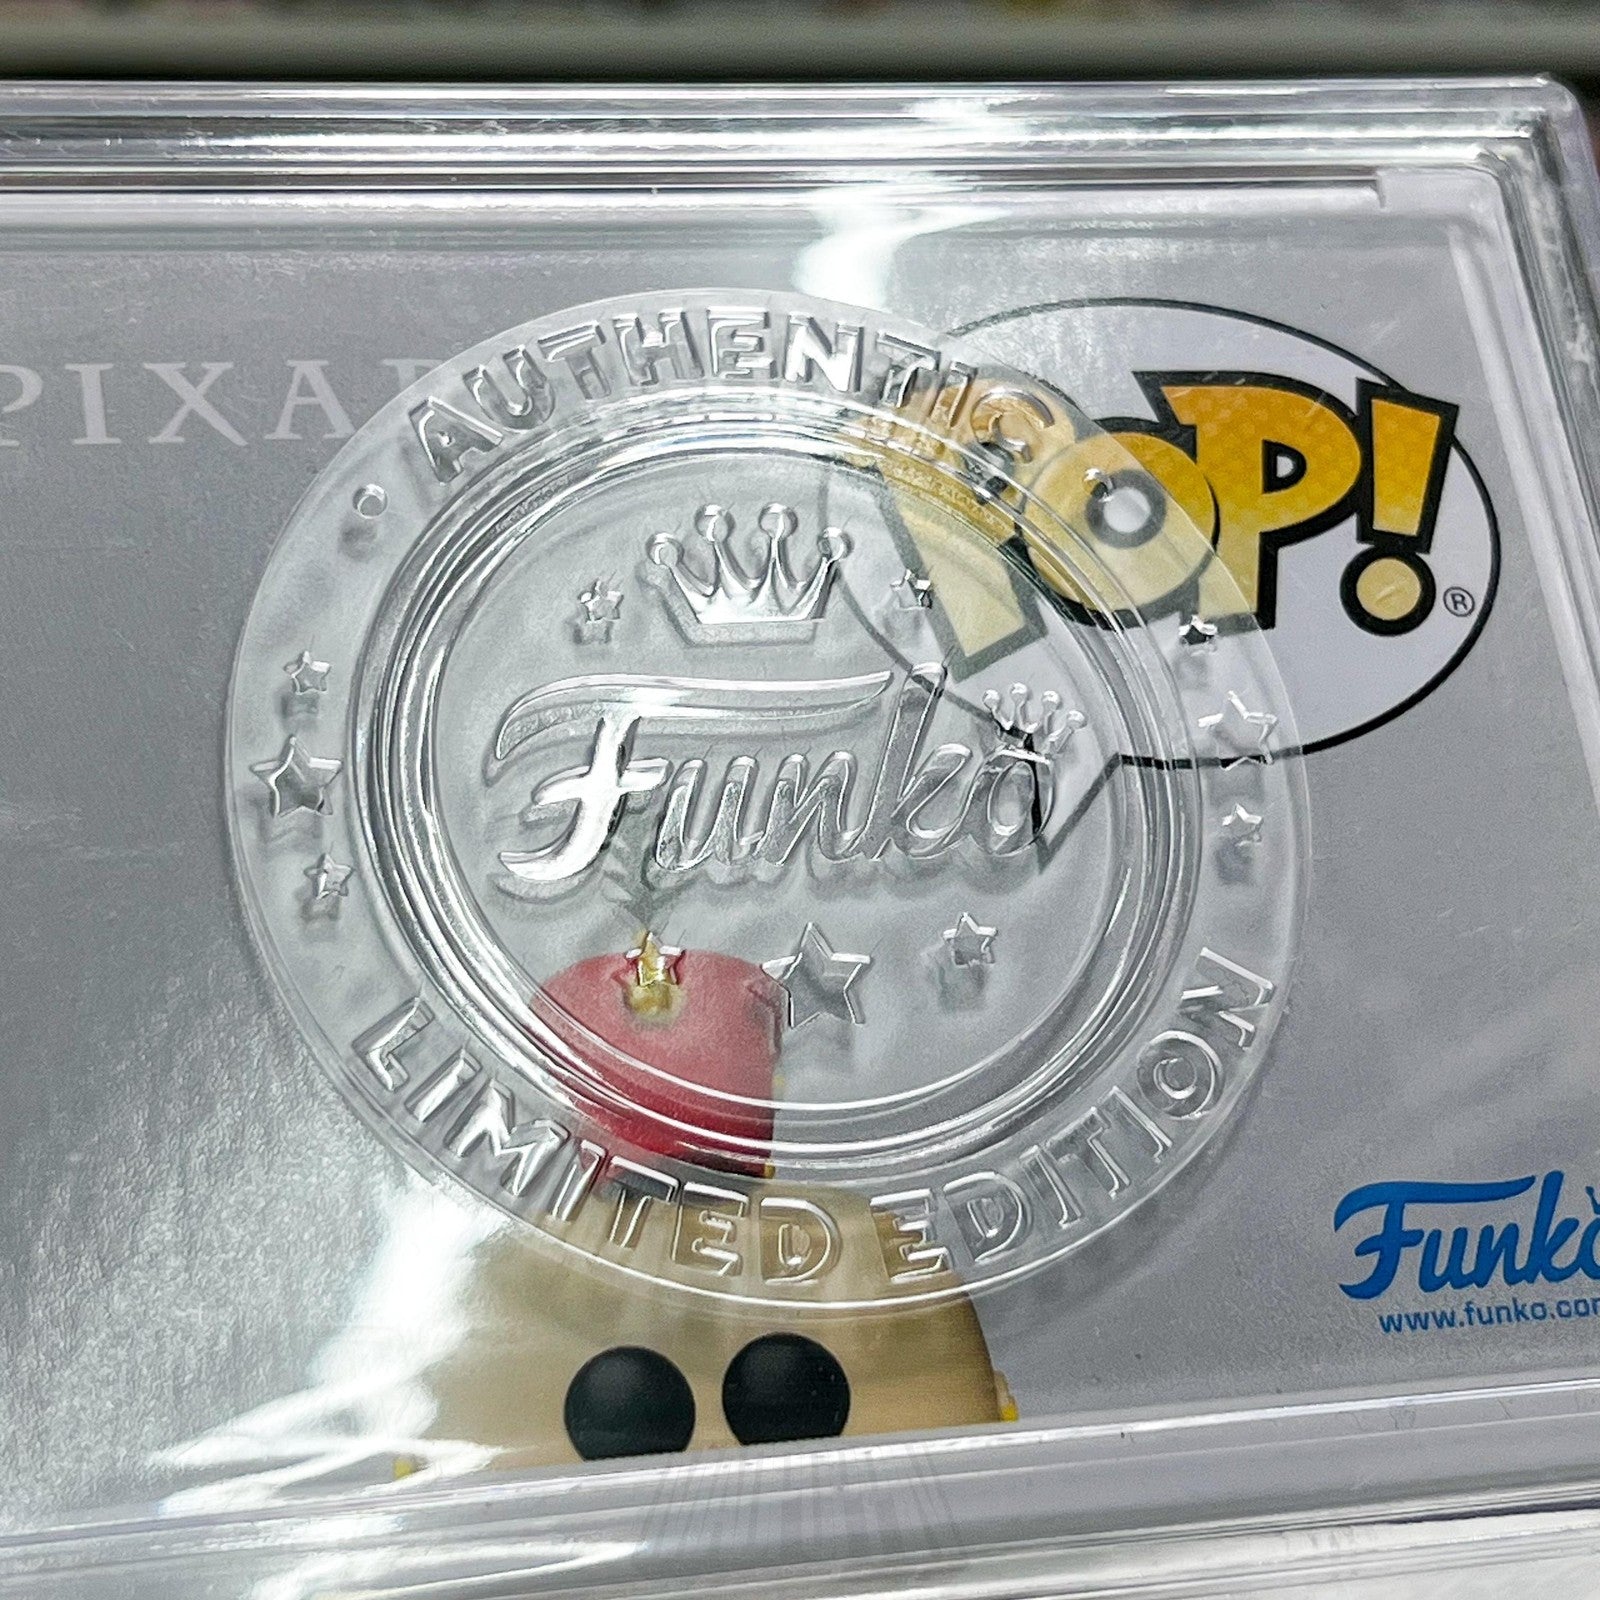 PIXAR
AUTHENTIC
POP!
®
Funko
LIMITED EDITION
Funko
www.funko.com